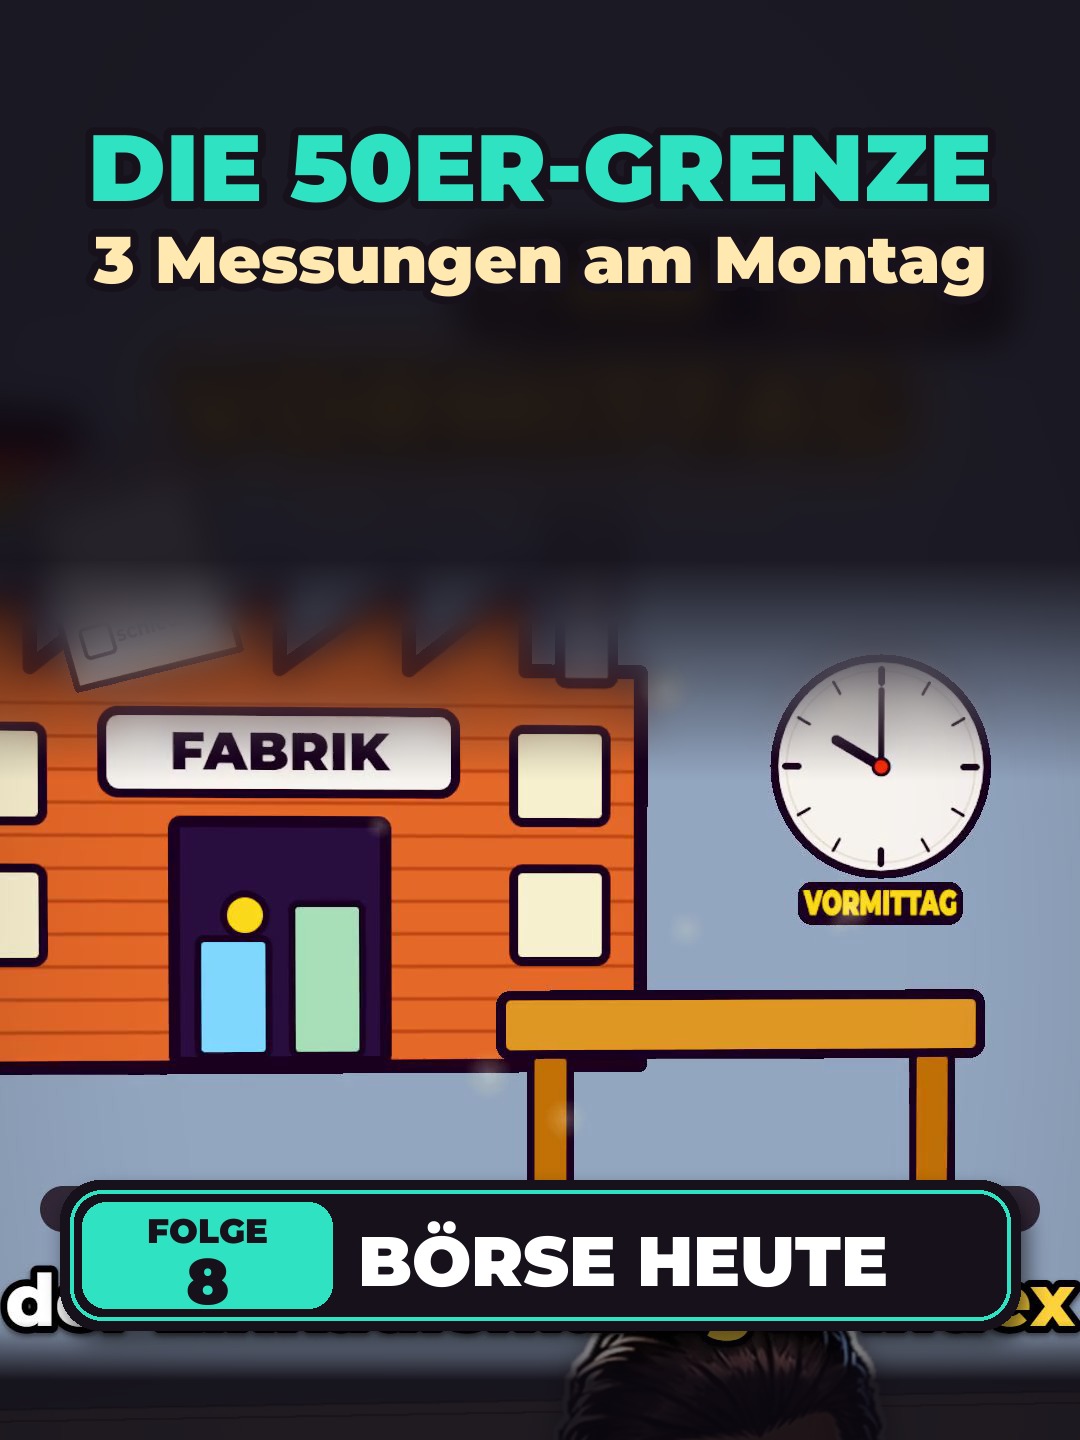 DIE 50ER-GRENZE
3 Messungen am Montag
FABRIK
VORMITTAG
FOLGE
8
BÖRSE HEUTE